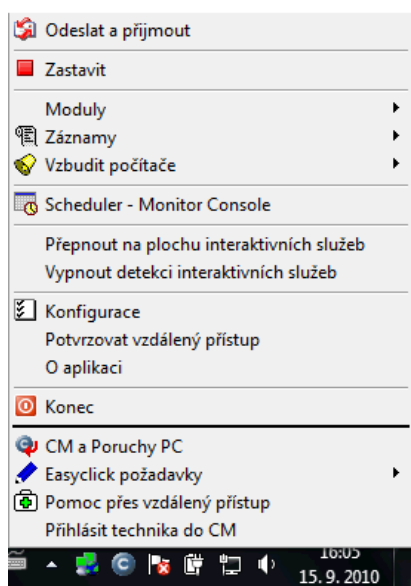 Odeslat a přijmout
Zastavit
Moduly
Záznamy
Vzbudit počítače
Scheduler - Monitor Console
Přepnout na plochu interaktivních služeb
Vypnout detekci interaktivních služeb
Konfigurace
Potvrzovat vzdálený přístup
O aplikaci
Konec
CM a Poruchy PC
Easyclick požadavky
Pomoc přes vzdálený přístup
Přihlásit technika do CM
16:05
15. 9. 2010